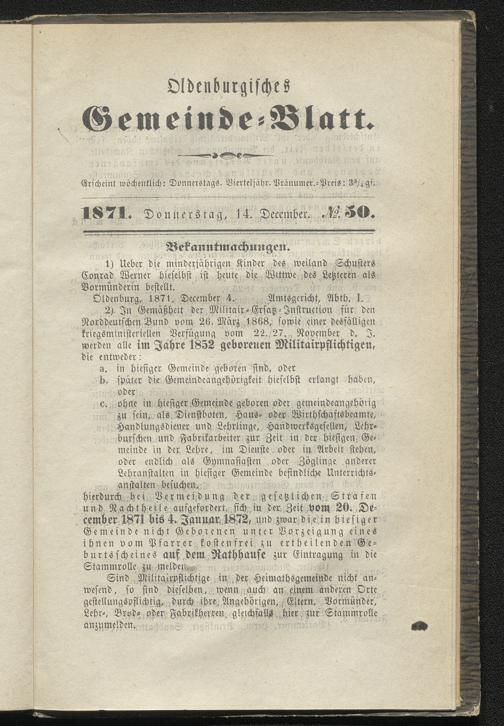 Oldenburgisches
Gemeinde-Blatt.
Erscheint wöchentlich: Donnerstags. Vierteljähr. Pränumer.-Preis: 3¾ gr.
1871. Donnerstag, 14. December. № 50.
Bekanntmachungen.
1) Ueber die minderjährigen Kinder des weiland Schusters
Conrad Werner hieselbst ist heute die Wittwe des Letzteren als
Vormünderin bestellt.
Oldenburg, 1871, December 4. Amtsgericht, Abth. I.
2) In Gemäßheit der Militair-Ersatz-Instruction für den
Norddeutschen Bund vom 26. März 1868, sowie einer desfälligen
kriegsministeriellen Verfügung vom 22./27. November d. J.
werden alle im Jahre 1852 geborenen Militairpflichtigen,
die entweder:
a. in hiesiger Gemeinde geboren sind, oder
b. später die Gemeindeangehörigkeit hieselbst erlangt haben,
oder
c. ohne in hiesiger Gemeinde geboren oder gemeindeangehörig
zu sein, als Dienstboten, Haus- oder Wirthschaftsbeamte,
Handlungsdiener und Lehrlinge, Handwerksgesellen, Lehr-
burschen und Fabrikarbeiter zur Zeit in der hiesigen Ge-
meinde in der Lehre, im Dienste oder in Arbeit stehen,
oder endlich als Gymnasiasten oder Zöglinge anderer
Lehranstalten in hiesiger Gemeinde befindliche Unterrichts-
anstalten besuchen,
hierdurch bei Vermeidung der gesetzlichen Strafen
und Nachtheile aufgefordert, sich in der Zeit vom 20. De-
cember 1871 bis 4. Januar 1872, und zwar die in hiesiger
Gemeinde nicht Geborenen unter Vorzeigung eines
ihnen vom Pfarrer kostenfrei zu ertheilenden Ge-
burtsscheines auf dem Rathhause zur Eintragung in die
Stammrolle zu melden.
Sind Militairpflichtige in der Heimathsgemeinde nicht an-
wesend, so sind dieselben, wenn auch an einem anderen Orte
gestellungspflichtig, durch ihre Angehörigen, Eltern, Vormünder,
Lehr-, Brod- oder Fabrikherren gleichfalls hier zur Stammrolle
anzumelden.